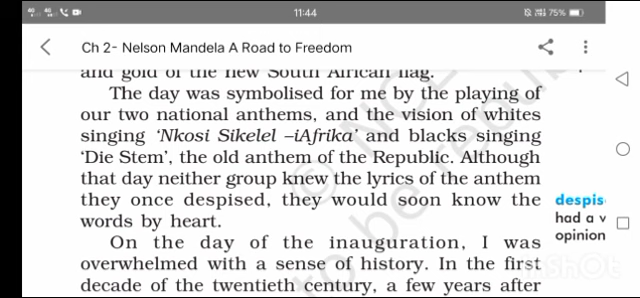 11:44
75%
Ch 2- Nelson Mandela A Road to Freedom
and gold of the new South African flag.
The day was symbolised for me by the playing of
our two national anthems, and the vision of whites
singing ‘Nkosi Sikelel –iAfrika’ and blacks singing
‘Die Stem’, the old anthem of the Republic. Although
that day neither group knew the lyrics of the anthem
they once despised, they would soon know the
words by heart.
despis
had a v
opinion
On the day of the inauguration, I was
overwhelmed with a sense of history. In the first
decade of the twentieth century, a few years after
to be